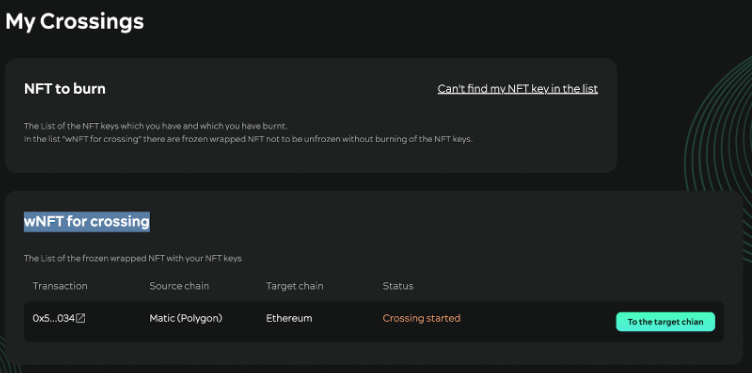 My Crossings
NFT to burn
Can't find my NFT key in the list
The List of the NFT keys which you have and which you have burnt.
In the list "wNFT for crossing" there are frozen wrapped NFT not to be unfrozen without burning of the NFT keys.
wNFT for crossing
The List of the frozen wrapped NFT with your NFT keys
Transaction Source chain Target chain Status
0x5...034 Matic (Polygon) Ethereum Crossing started To the target chian